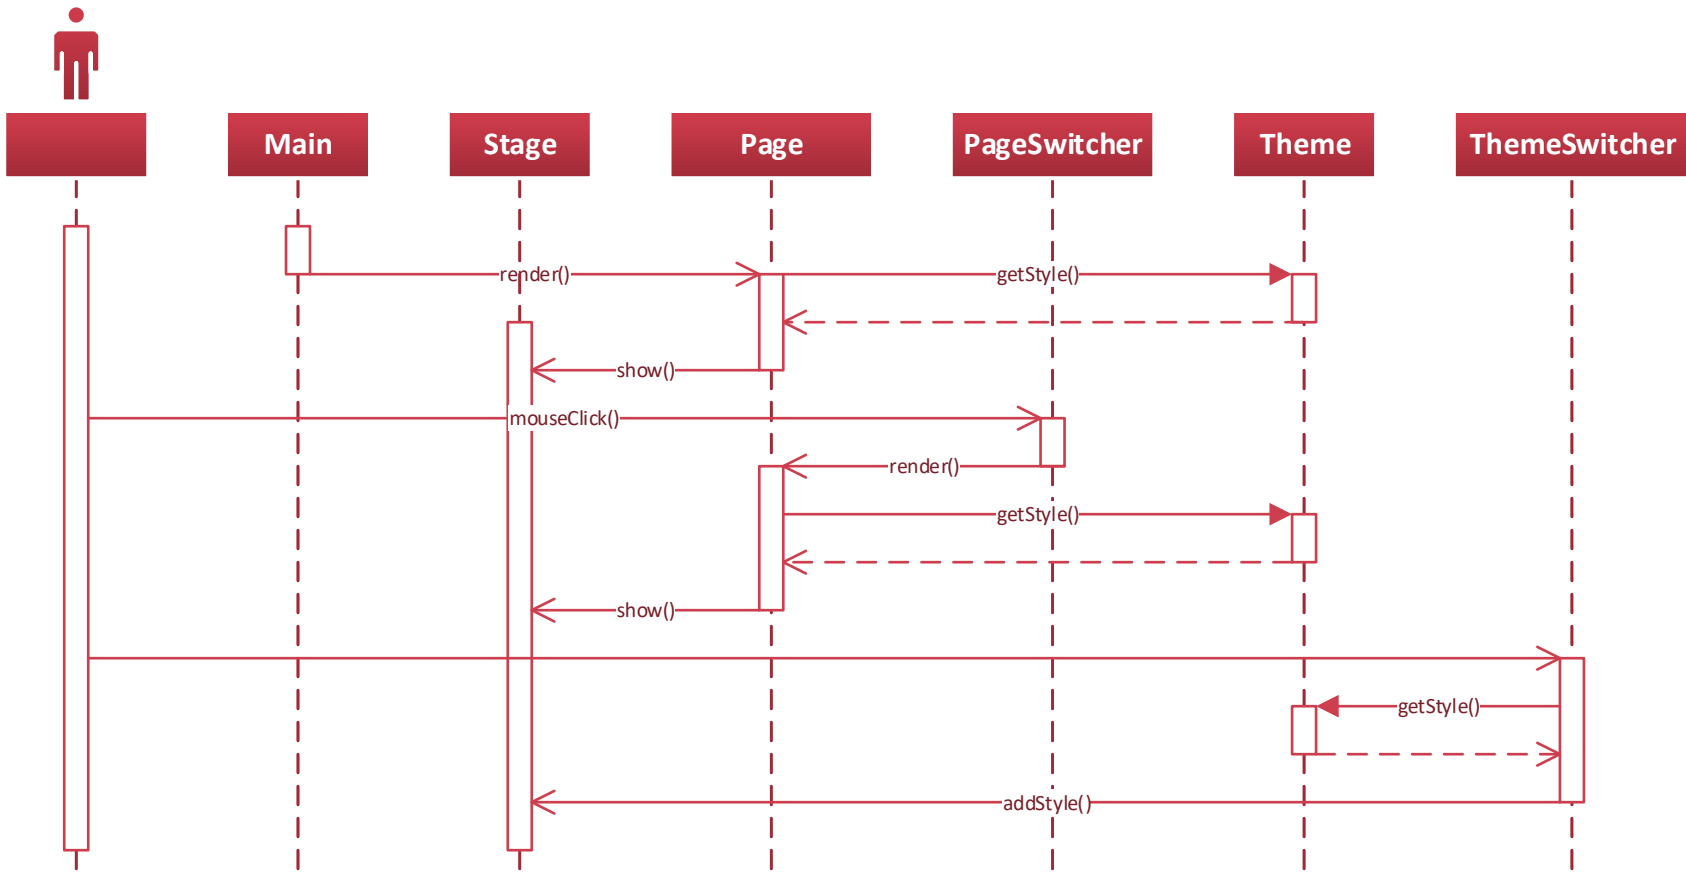 Main
Stage
Page
PageSwitcher
Theme
ThemeSwitcher
render()
getStyle()
show()
mouseClick()
render()
getStyle()
show()
getStyle()
addStyle()